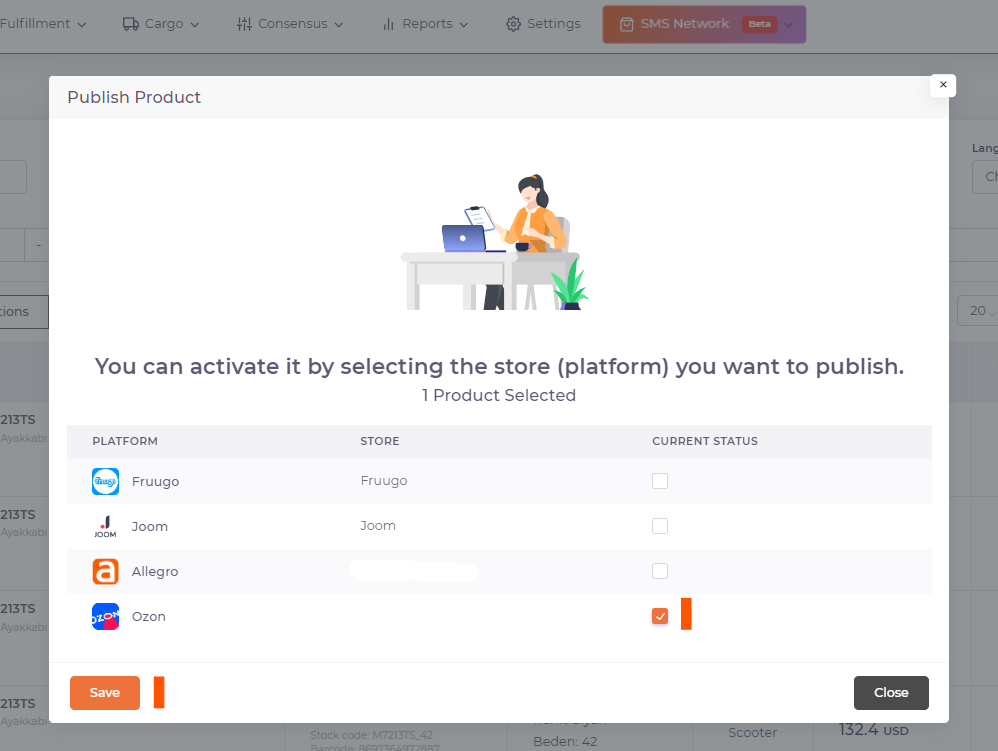 Fulfillment
Cargo
Consensus
Reports
Settings
SMS Network Beta
Publish Product
×
Lang
Ch
-
tions
20
You can activate it by selecting the store (platform) you want to publish.
1 Product Selected
PLATFORM STORE CURRENT STATUS
fruugo Fruugo Fruugo
JOOM Joom Joom
a Allegro
OZON Ozon
213TS
Ayakkabı
213TS
Ayakkabı
213TS
Ayakkabı
213TS
Ayakkabı
Save
Close
Stock code: M7213TS_42
Barcode: 8697364972887
Beden: 42
Scooter
132.4 USD